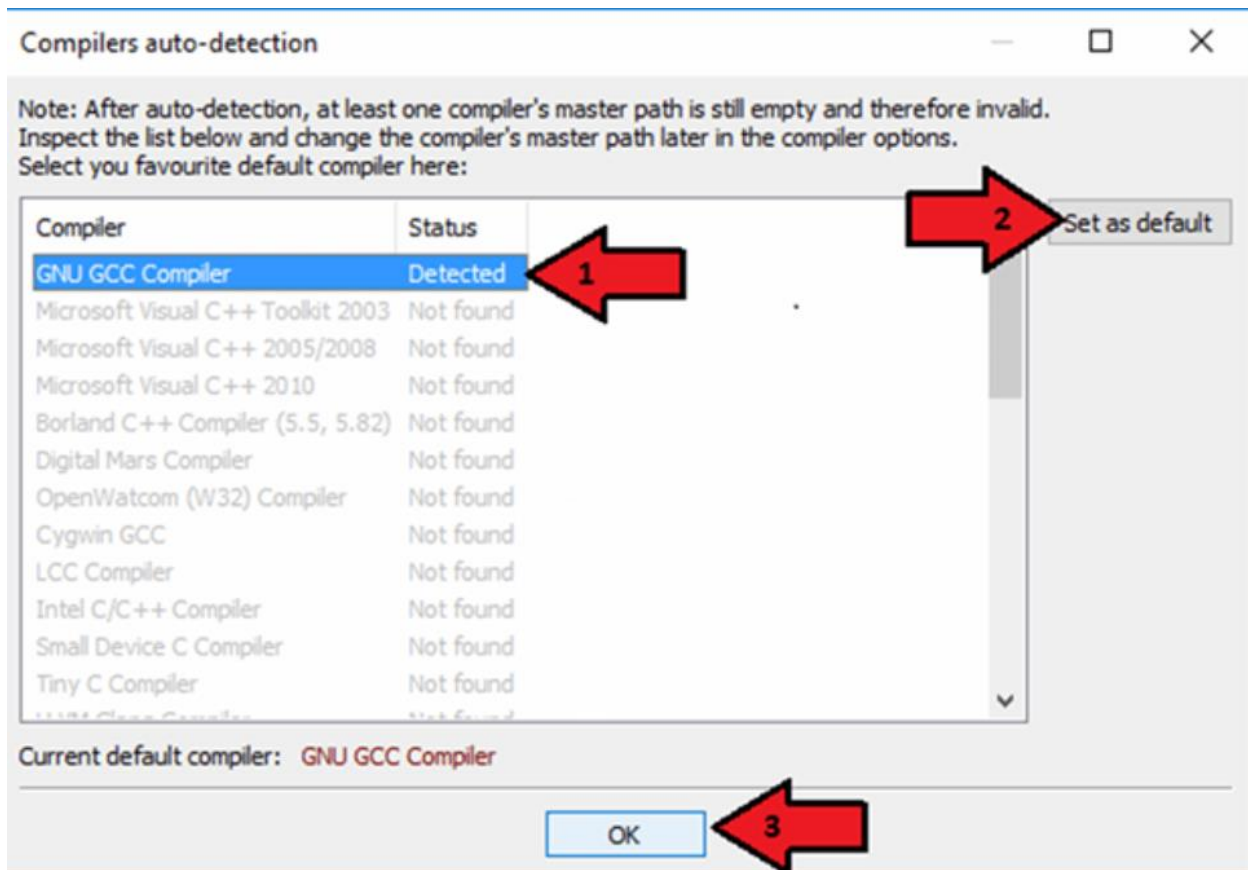 Compilers auto-detection
Note: After auto-detection, at least one compiler's master path is still empty and therefore invalid.
Inspect the list below and change the compiler's master path later in the compiler options.
Select you favourite default compiler here:
Compiler Status
2 Set as default
GNU GCC Compiler Detected 1
Microsoft Visual C++ Toolkit 2003 Not found
Microsoft Visual C++ 2005/2008 Not found
Microsoft Visual C++ 2010 Not found
Borland C++ Compiler (5.5, 5.82) Not found
Digital Mars Compiler Not found
OpenWatcom (W32) Compiler Not found
Cygwin GCC Not found
LCC Compiler Not found
Intel C/C++ Compiler Not found
Small Device C Compiler Not found
Tiny C Compiler Not found
Current default compiler: GNU GCC Compiler
OK 3